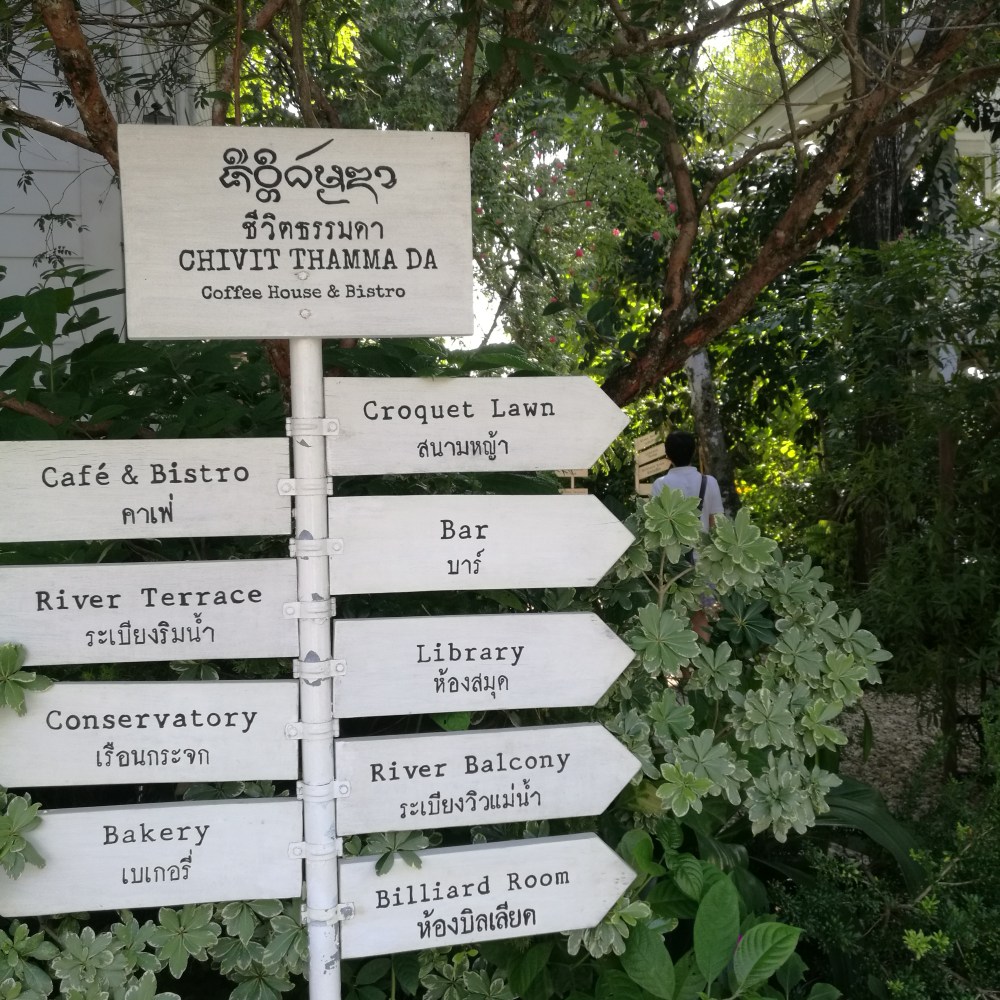 ชีวิตธรรมดา
CHIVIT THAMMA DA
Coffee House & Bistro
Croquet Lawn
สนามหญ้า
Café & Bistro
คาเฟ่
Bar
บาร์
River Terrace
ระเบียงริมน้ำ
Library
ห้องสมุด
Conservatory
เรือนกระจก
River Balcony
ระเบียงวิวแม่น้ำ
Bakery
เบเกอรี่
Billiard Room
ห้องบิลเลียด